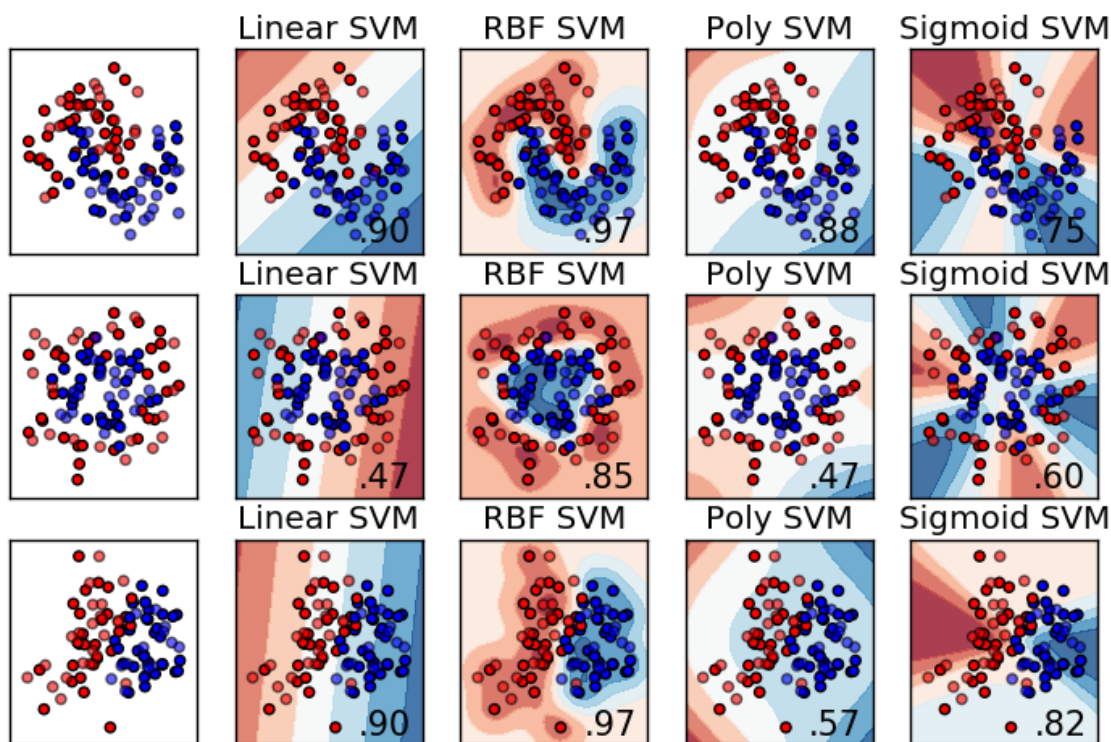 Linear SVM RBF SVM Poly SVM Sigmoid SVM
.90 .97 .88 .75
Linear SVM RBF SVM Poly SVM Sigmoid SVM
.47 .85 .47 .60
Linear SVM RBF SVM Poly SVM Sigmoid SVM
.90 .97 .57 .82